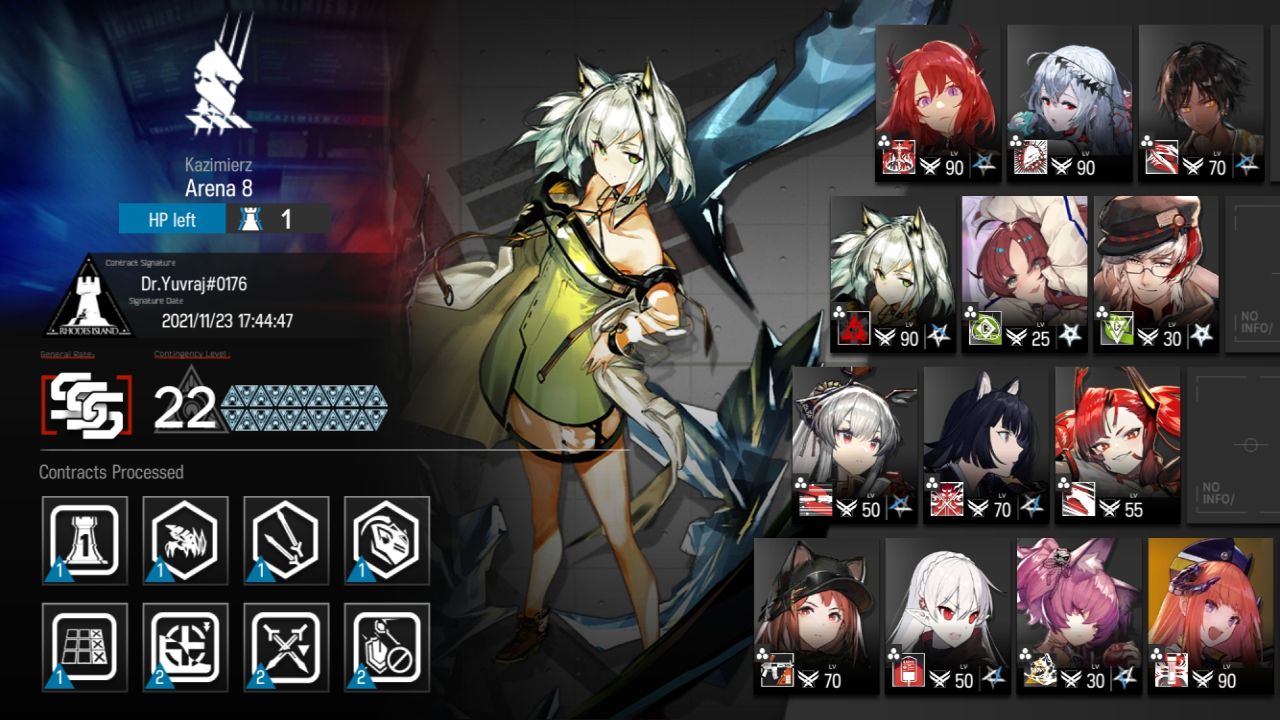 Kazimierz
Arena 8
HP left
1
Contract Signature
Dr.Yuvraj#0176
Signature Date
2021/11/23 17:44:47
RHODES ISLAND
General Rate:
Contingency Level:
SSS
22
Contracts Processed
1
1
1
1
1
2
2
2
LV
90
LV
90
LV
70
LV
90
LV
25
LV
30
NO
INFO/
LV
50
LV
70
LV
55
NO
INFO/
LV
70
LV
50
LV
30
LV
90